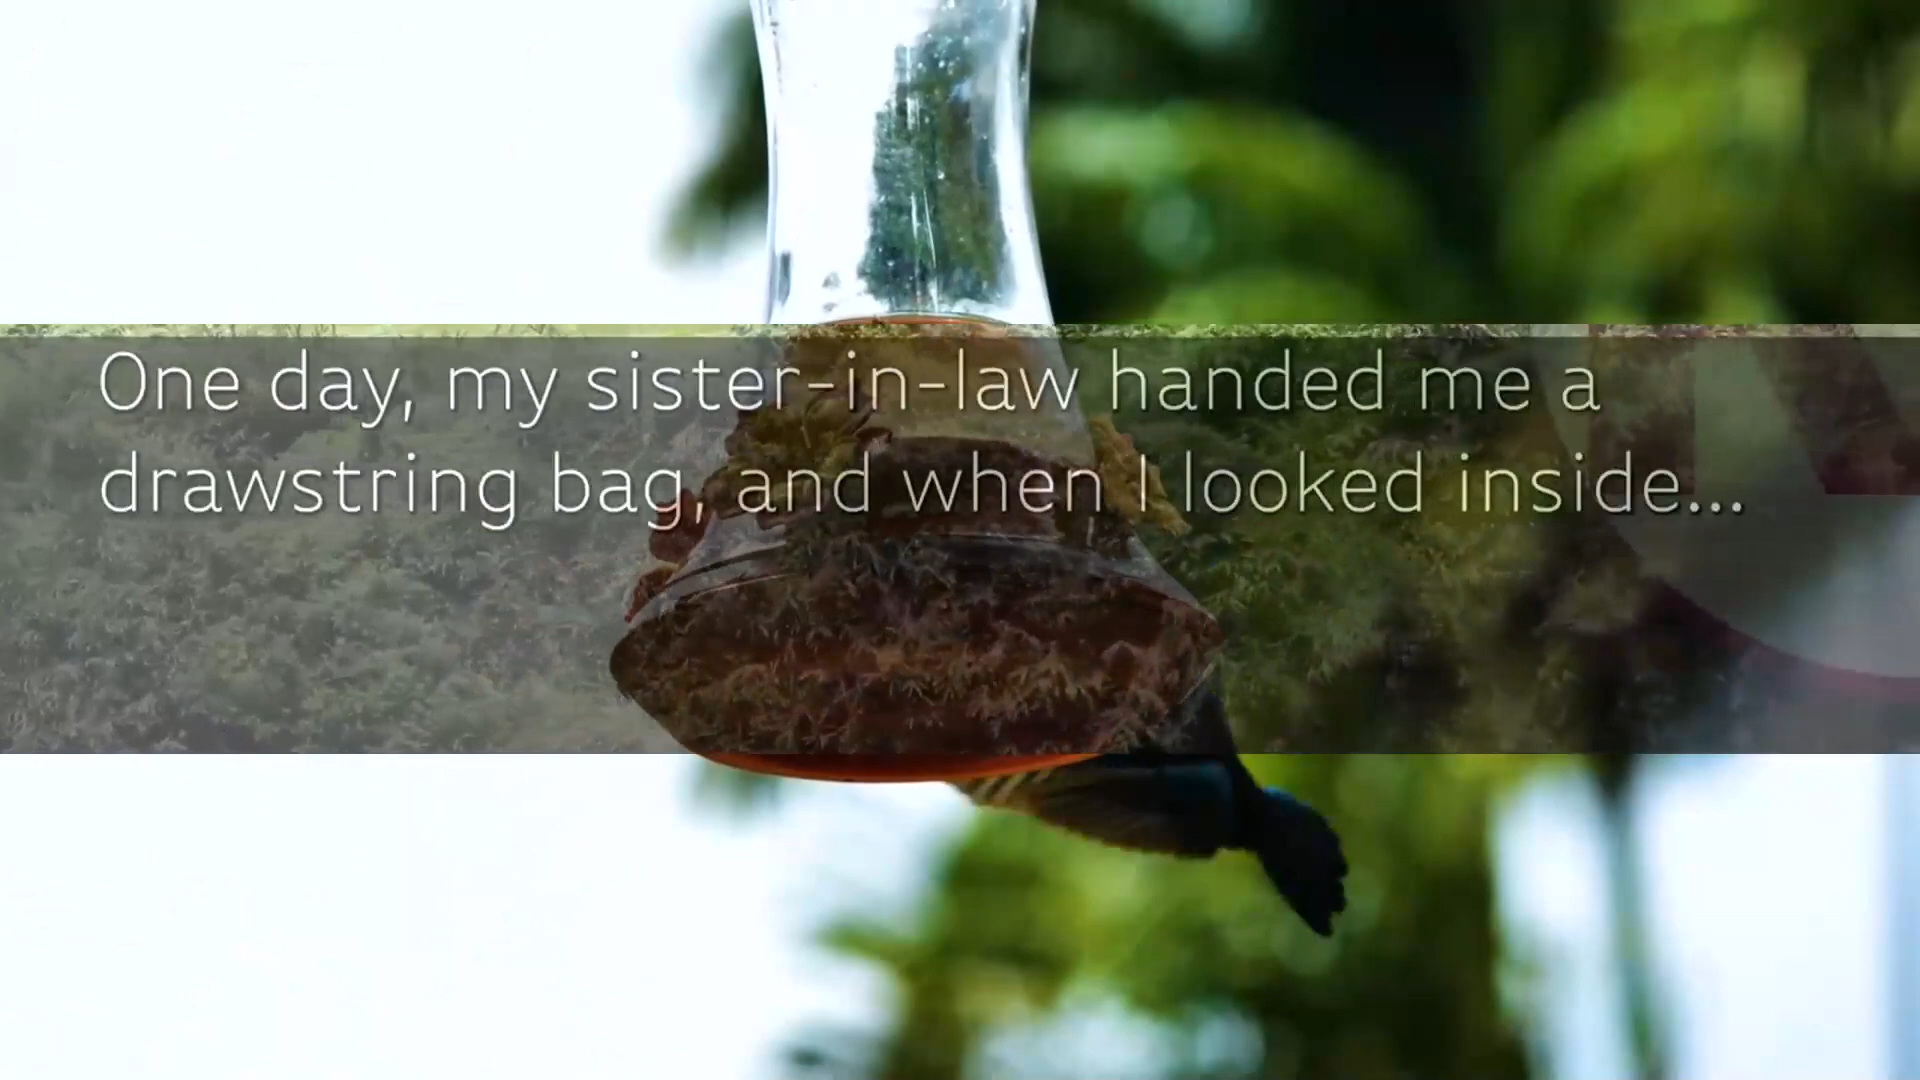 One day, my sister-in-law handed me a
drawstring bag, and when I looked inside...